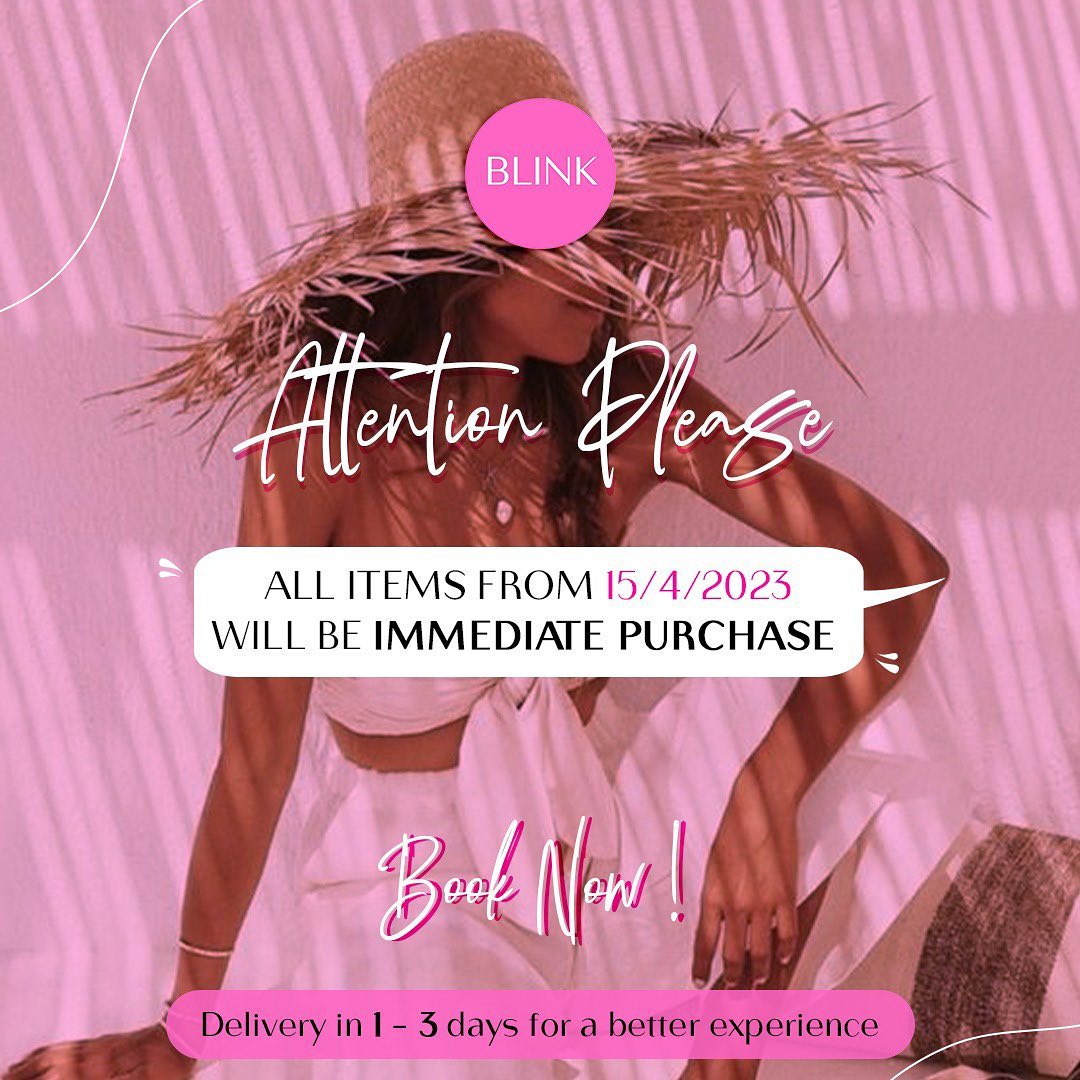 BLINK
Attention Please
ALL ITEMS FROM 15/4/2023
WILL BE IMMEDIATE PURCHASE
Book Now !
Delivery in 1 - 3 days for a better experience